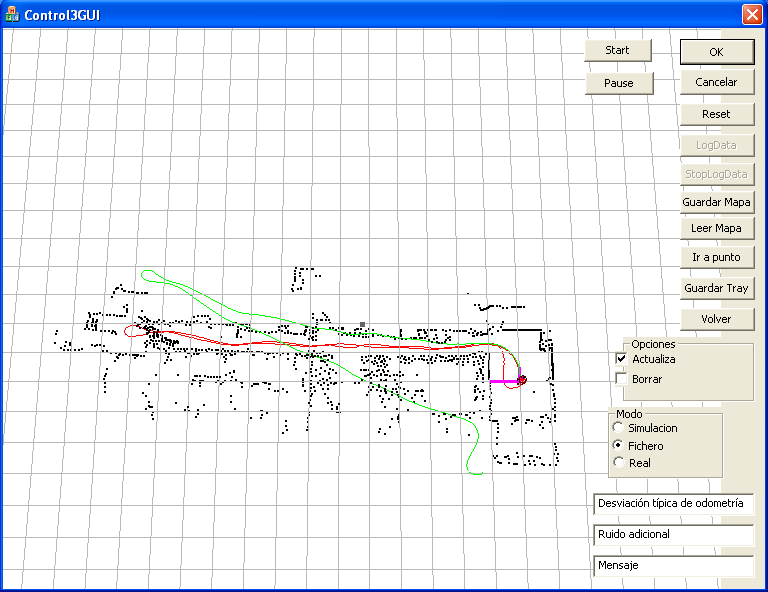 Control3GUI
Start
OK
Pause
Cancelar
Reset
LogData
StopLogData
Guardar Mapa
Leer Mapa
Ir a punto
Guardar Tray
Volver
Opciones
Actualiza
Borrar
Modo
Simulacion
Fichero
Real
Desviación típica de odometría
Ruido adicional
Mensaje